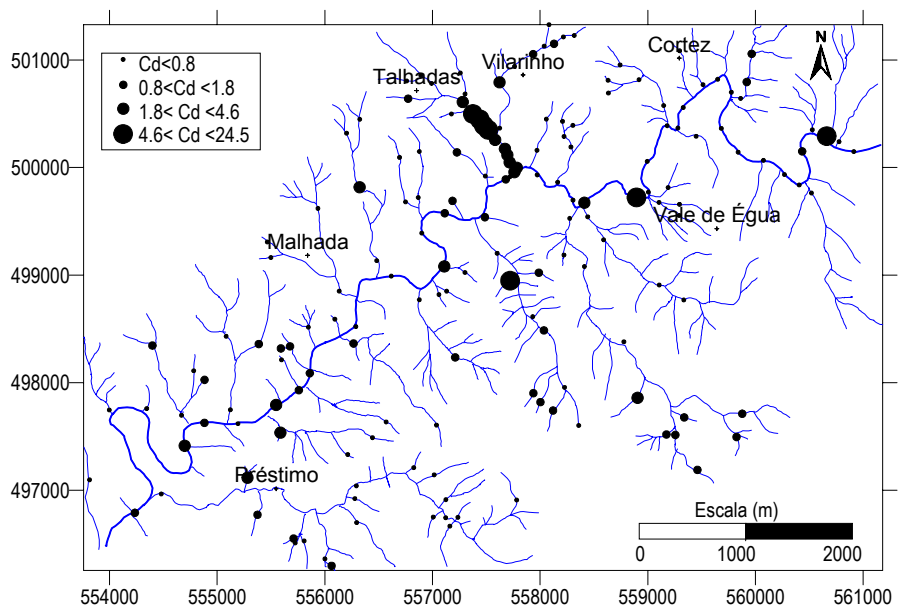 501000
500000
499000
498000
497000
Cd<0.8
0.8<Cd <1.8
1.8< Cd <4.6
4.6< Cd <24.5
Talhadas
Vilarinho
Cortez
N
Vale de Égua
Malhada
Préstimo
Escala (m)
0 1000 2000
554000 555000 556000 557000 558000 559000 560000 561000